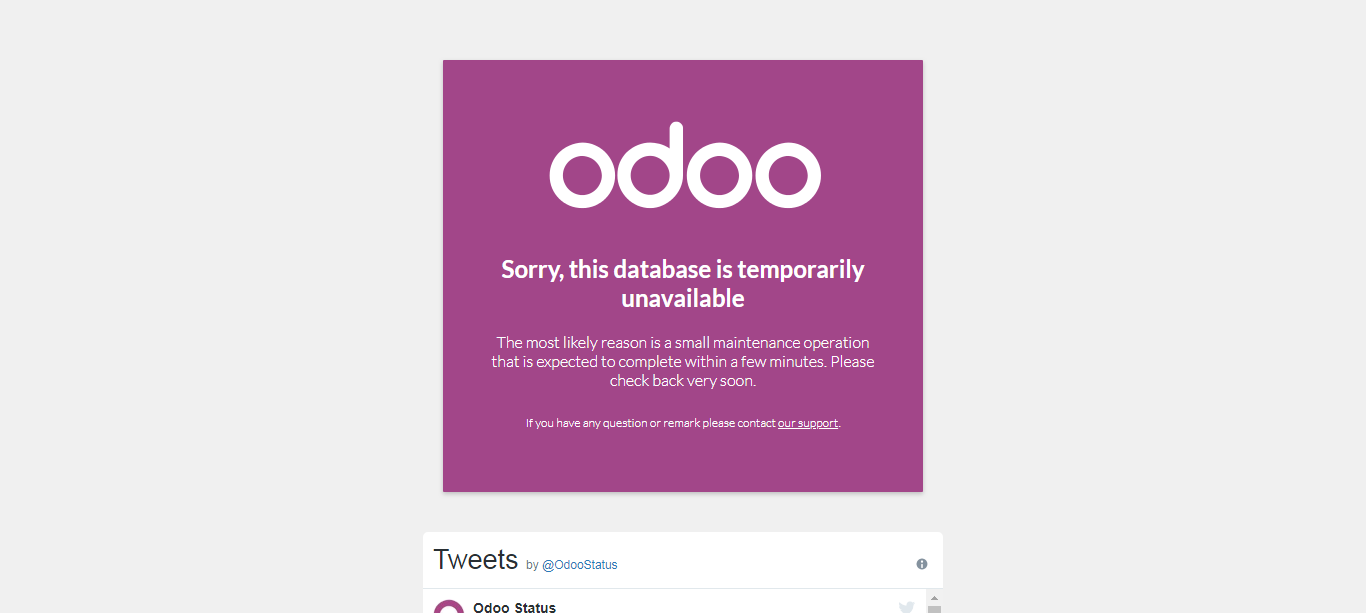 odoo
Sorry, this database is temporarily
unavailable
The most likely reason is a small maintenance operation
that is expected to complete within a few minutes. Please
check back very soon.
If you have any question or remark please contact our support.
Tweets by @OdooStatus
Odoo Status